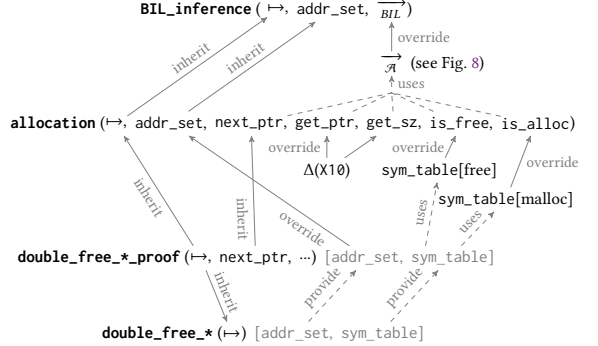 BIL_inference ( ↦, addr_set, →BIL )
inherit inherit override
→𝒜 (see Fig. 8)
uses
allocation (↦, addr_set, next_ptr, get_ptr, get_sz, is_free, is_alloc)
override override override
Δ(X10) sym_table[free]
sym_table[malloc]
inherit inherit override uses uses
double_free_*_proof (↦, next_ptr, ⋯) [addr_set, sym_table]
inherit provide provide
double_free_* (↦) [addr_set, sym_table]